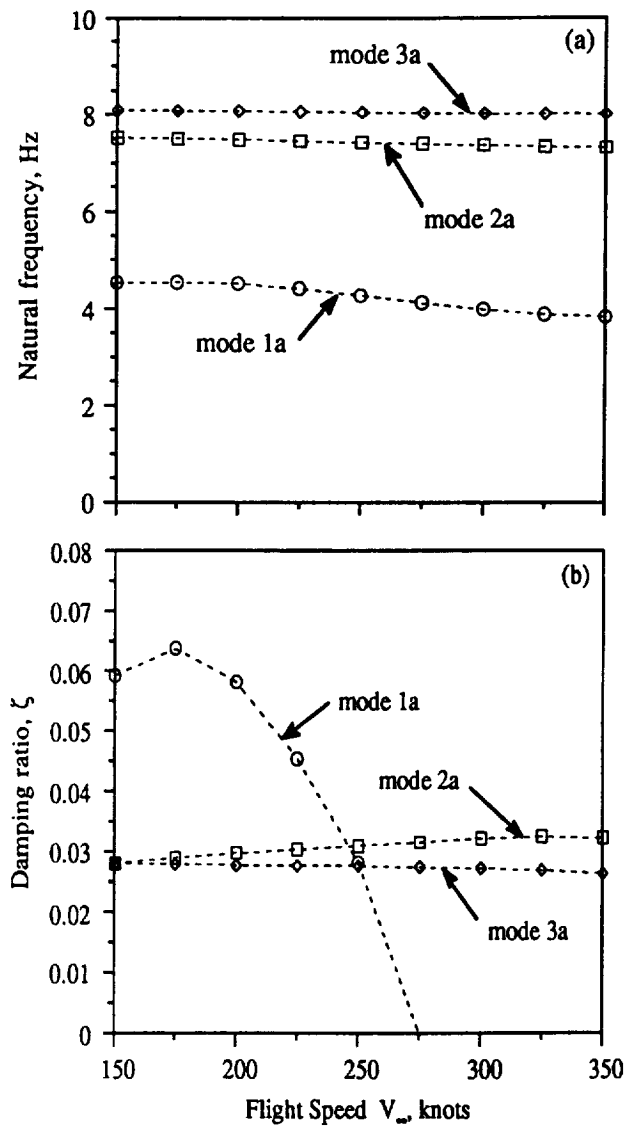 10
8
6
4
2
0
Natural frequency, Hz
(a)
mode 3a
mode 2a
mode 1a
0.08
0.07
0.06
0.05
0.04
0.03
0.02
0.01
0
Damping ratio, ζ
(b)
mode 1a
mode 2a
mode 3a
150 200 250 300 350
Flight Speed V∞, knots